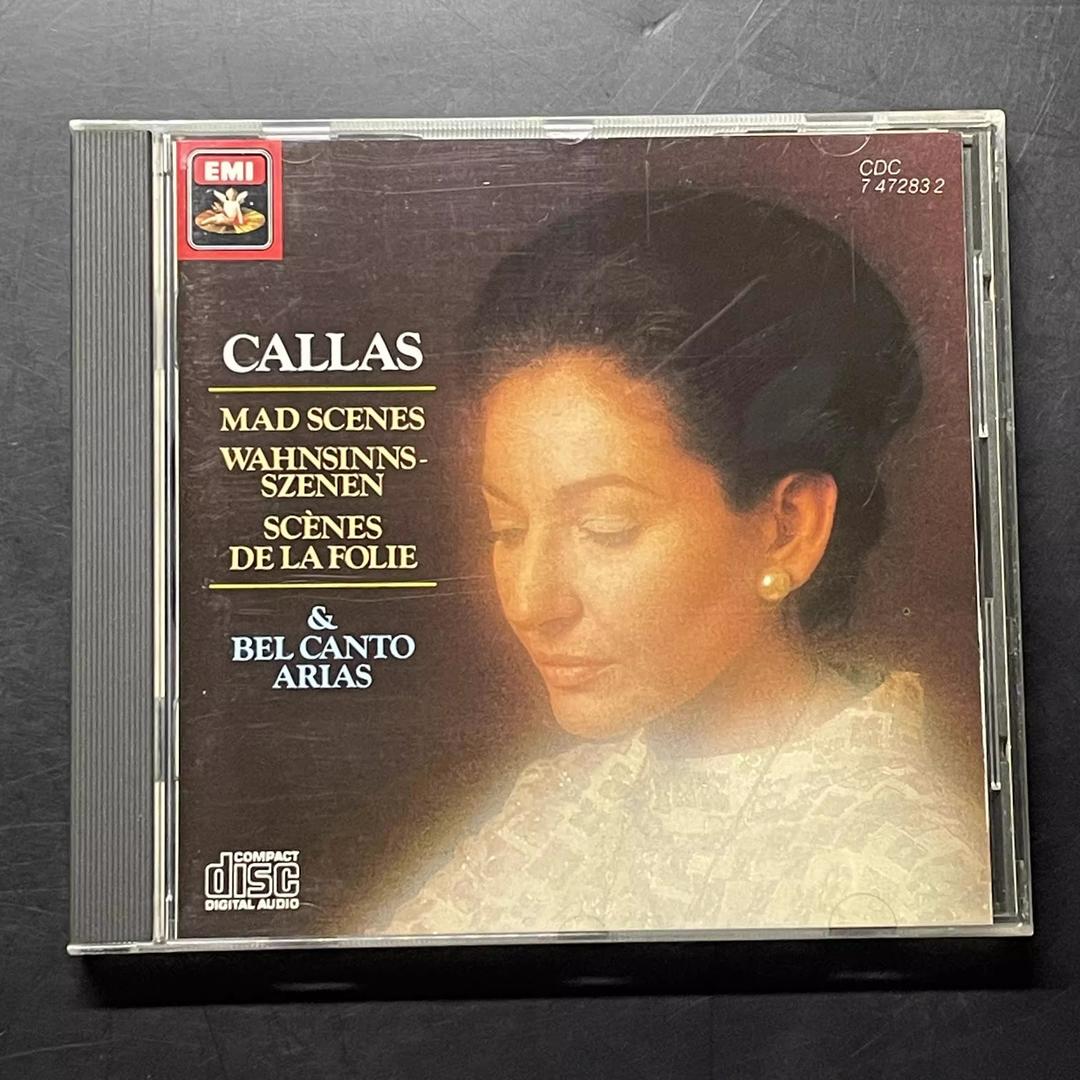 EMI
CDC
7 47283 2
CALLAS
MAD SCENES
WAHNSINNS-
SZENEN
SCÈNES
DE LA FOLIE
&
BEL CANTO
ARIAS
COMPACT
disc
DIGITAL AUDIO